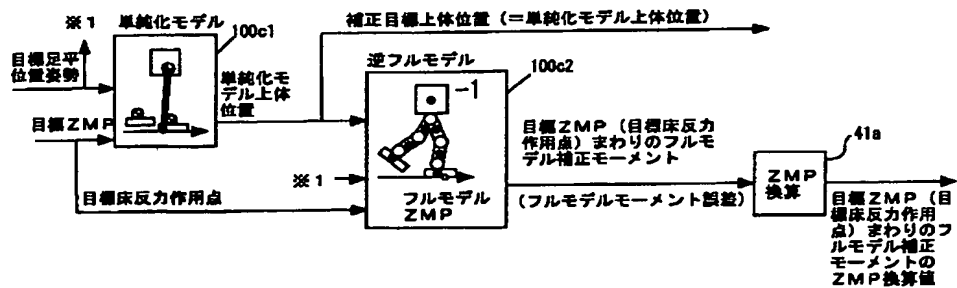 ※1
単純化モデル
100c1
目標足平
位置姿勢
目標ZMP
単純化モ
デル上体
位置
補正目標上体位置（＝単純化モデル上体位置）
逆フルモデル
100c2
-1
※1
フルモデル
ZMP
目標床反力作用点
目標ZMP（目標床反力
作用点）まわりのフルモ
デル補正モーメント
(フルモデルモーメント誤差)
41a
ZMP
換算
目標ZMP（目
標床反力作用
点）まわりのフ
ルモデル補正
モーメントの
ZMP換算値